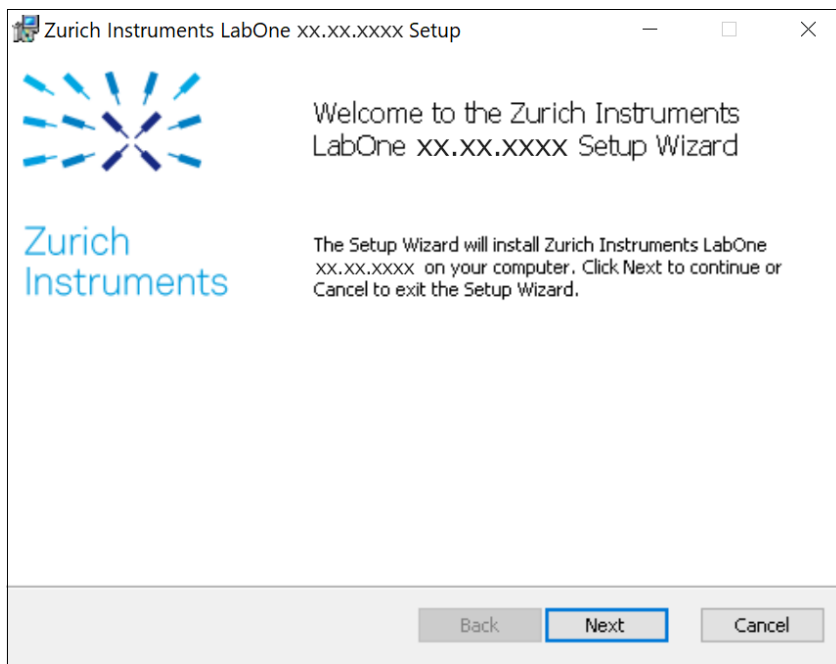 Zurich Instruments LabOne xx.xx.xxxx Setup
Welcome to the Zurich Instruments
LabOne xx.xx.xxxx Setup Wizard
Zurich
Instruments
The Setup Wizard will install Zurich Instruments LabOne
xx.xx.xxxx on your computer. Click Next to continue or
Cancel to exit the Setup Wizard.
Back Next Cancel